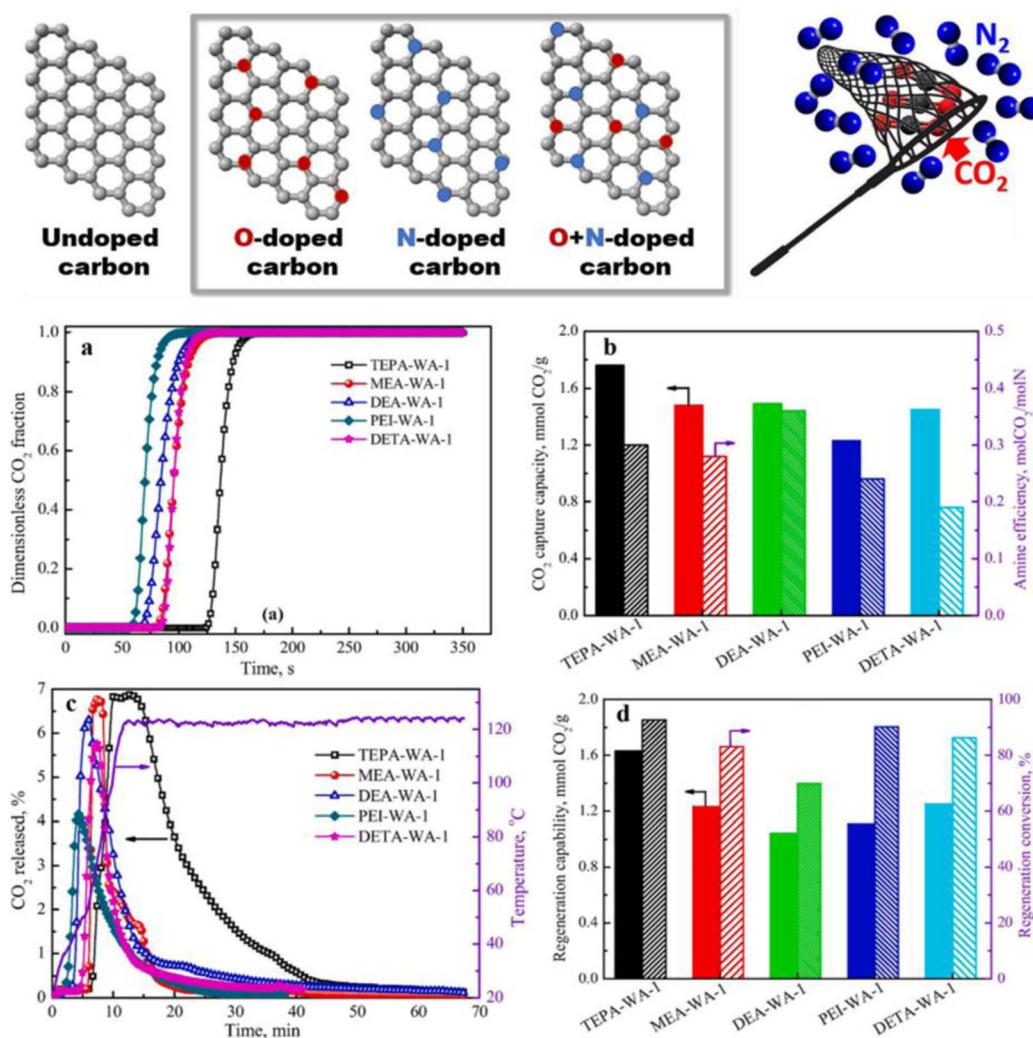 N2
CO2
Undoped
carbon
O-doped
carbon
N-doped
carbon
O+N-doped
carbon
a
Dimensionless CO2 fraction
1.0
0.8
0.6
0.4
0.2
0.0
TEPA-WA-1
MEA-WA-1
DEA-WA-1
PEI-WA-1
DETA-WA-1
(a)
0 50 100 150 200 250 300 350
Time, s
b
CO2 capture capacity, mmol CO2/g
2.0
1.6
1.2
0.8
0.4
0.0
Amine efficiency, molCO2/molN
0.5
0.4
0.3
0.2
0.1
0.0
TEPA-WA-1
MEA-WA-1
DEA-WA-1
PEI-WA-1
DETA-WA-1
c
CO2 released, %
7
6
5
4
3
2
1
0
TEPA-WA-1
MEA-WA-1
DEA-WA-1
PEI-WA-1
DETA-WA-1
Temperature, °C
120
100
80
60
40
20
0 10 20 30 40 50 60 70
Time, min
d
Regeneration capability, mmol CO2/g
2.0
1.6
1.2
0.8
0.4
0.0
Regeneration conversion, %
100
80
60
40
20
0
TEPA-WA-1
MEA-WA-1
DEA-WA-1
PEI-WA-1
DETA-WA-1